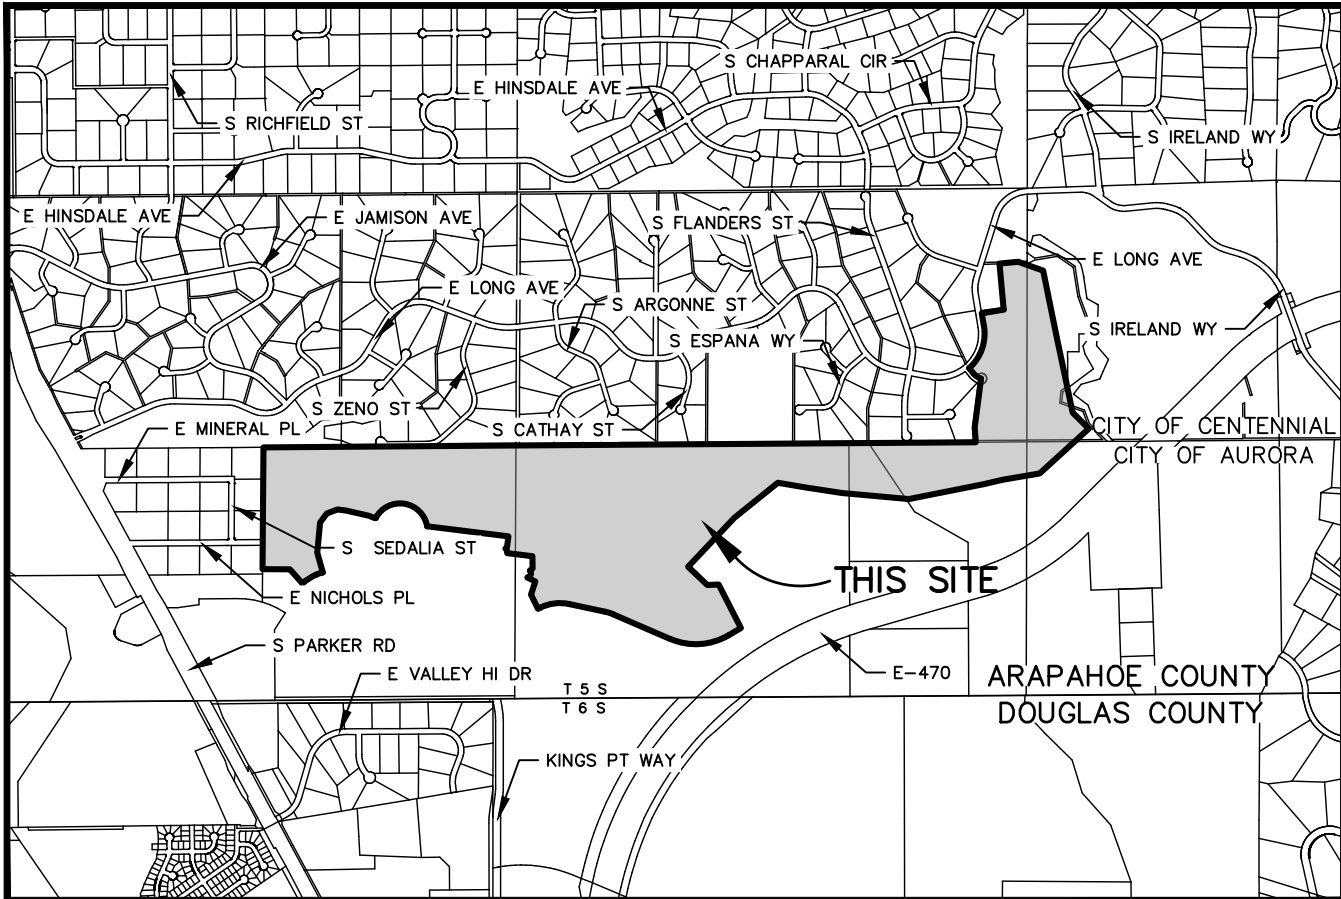 S CHAPPARAL CIR
E HINSDALE AVE
S RICHFIELD ST
S IRELAND WY
E HINSDALE AVE
E JAMISON AVE
S FLANDERS ST
E LONG AVE
E LONG AVE
S ARGONNE ST
S IRELAND WY
S ESPANA WY
S ZENO ST
E MINERAL PL
S CATHAY ST
CITY OF CENTENNIAL
CITY OF AURORA
S SEDALIA ST
THIS SITE
E NICHOLS PL
S PARKER RD
E VALLEY HI DR
E-470
ARAPAHOE COUNTY
T 5 S
T 6 S
DOUGLAS COUNTY
KINGS PT WAY